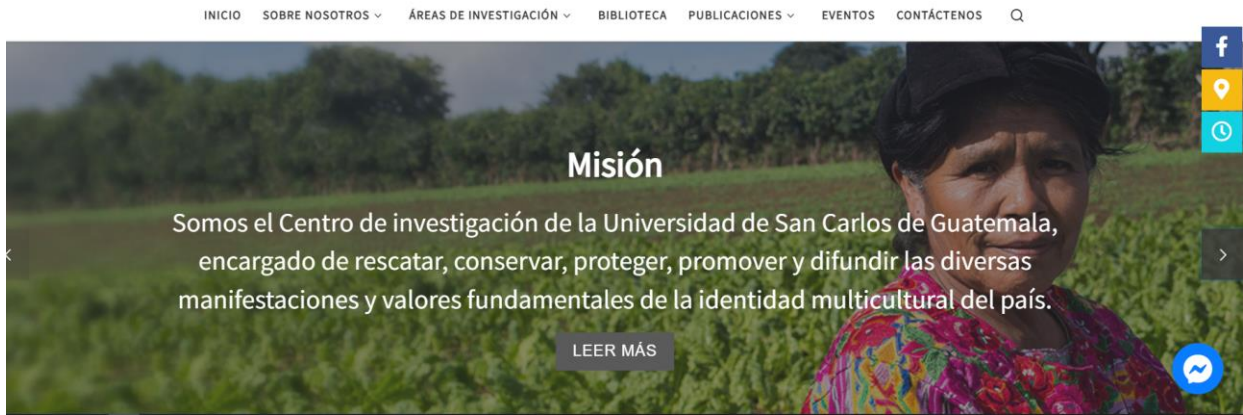 INICIO SOBRE NOSOTROS ÁREAS DE INVESTIGACIÓN BIBLIOTECA PUBLICACIONES EVENTOS CONTÁCTENOS
Misión
Somos el Centro de investigación de la Universidad de San Carlos de Guatemala,
encargado de rescatar, conservar, proteger, promover y difundir las diversas
manifestaciones y valores fundamentales de la identidad multicultural del país.
LEER MÁS